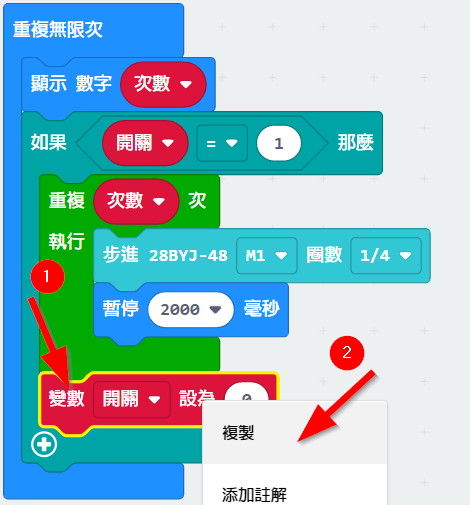 重複無限次
顯示 數字 次數
如果 開關 = 1 那麼
重複 次數 次
執行 步進 28BYJ-48 M1 圈數 1/4
暫停 2000 毫秒
1
2
變數 開關 設為 0
複製
添加註解